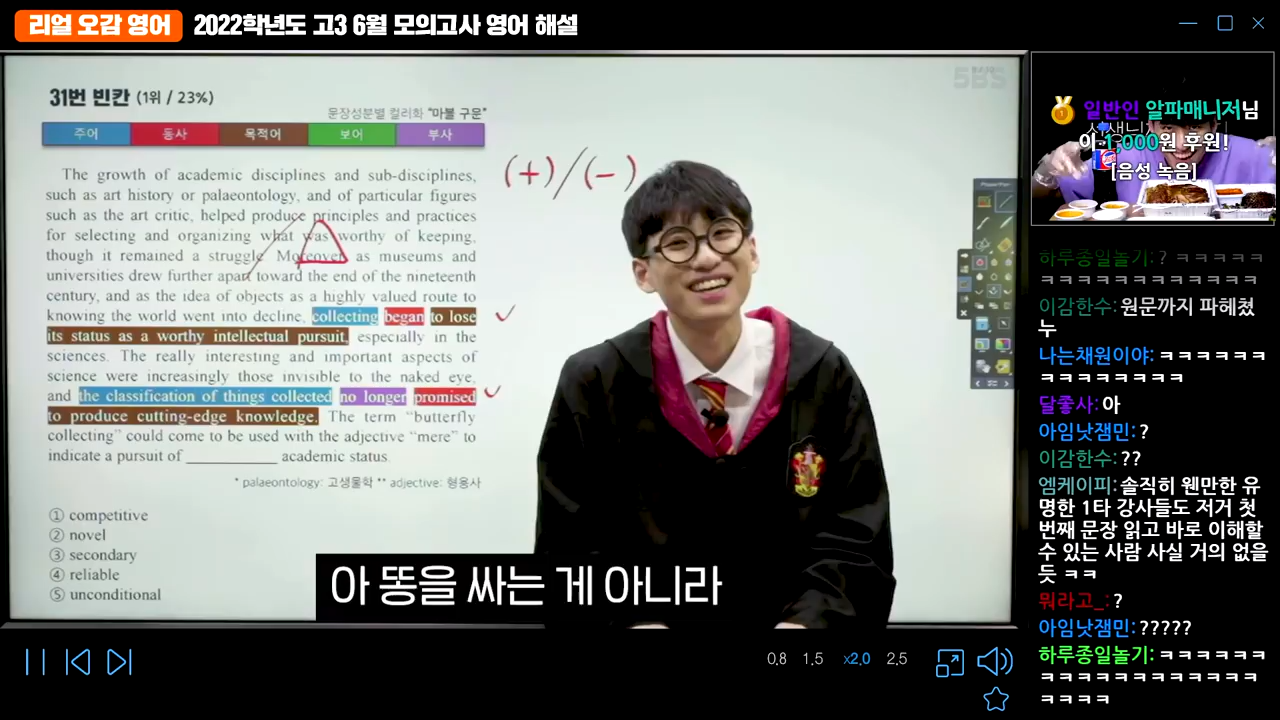 리얼 오감 영어 2022학년도 고3 6월 모의고사 영어 해설
31번 빈칸 (1위 / 23%)
문장성분별 컬러화 "마블 구문"
주어 동사 목적어 보어 부사
The growth of academic disciplines and sub-disciplines,
such as art history or palaeontology, and of particular figures
such as the art critic, helped produce principles and practices
for selecting and organizing what was worthy of keeping,
though it remained a struggle. Moreover, as museums and
universities drew further apart toward the end of the nineteenth
century, and as the idea of objects as a highly valued route to
knowing the world went into decline, collecting began to lose
its status as a worthy intellectual pursuit, especially in the
sciences. The really interesting and important aspects of
science were increasingly those invisible to the naked eye,
and the classification of things collected no longer promised
to produce cutting-edge knowledge. The term "butterfly
collecting" could come to be used with the adjective "mere" to
indicate a pursuit of ___________ academic status.
* palaeontology: 고생물학 ** adjective: 형용사
① competitive
② novel
③ secondary
④ reliable
⑤ unconditional
(+)/(-)
SBS
아 똥을 싸는 게 아니라
0.8 1.5 x2.0 2.5
일반인 알파매니저님
이 1,000원 후원!
[음성 녹음]
하루종일놀기: ? ㅋㅋㅋㅋㅋ
ㅋㅋㅋㅋㅋㅋㅋㅋㅋㅋㅋㅋ
이감한수: 원문까지 파헤쳤
누
나는채원이야: ㅋㅋㅋㅋㅋㅋ
ㅋㅋㅋㅋㅋㅋㅋㅋ
달좋사: 아
아임낫잼민: ?
이감한수: ??
엠케이피: 솔직히 웬만한 유
명한 1타 강사들도 저거 첫
번째 문장 읽고 바로 이해할
수 있는 사람 사실 거의 없을
듯 ㅋㅋ
뭐라고_: ?
아임낫잼민: ?????
하루종일놀기: ㅋㅋㅋㅋㅋㅋ
ㅋㅋㅋㅋㅋㅋㅋㅋㅋㅋㅋㅋ
ㅋㅋㅋㅋ